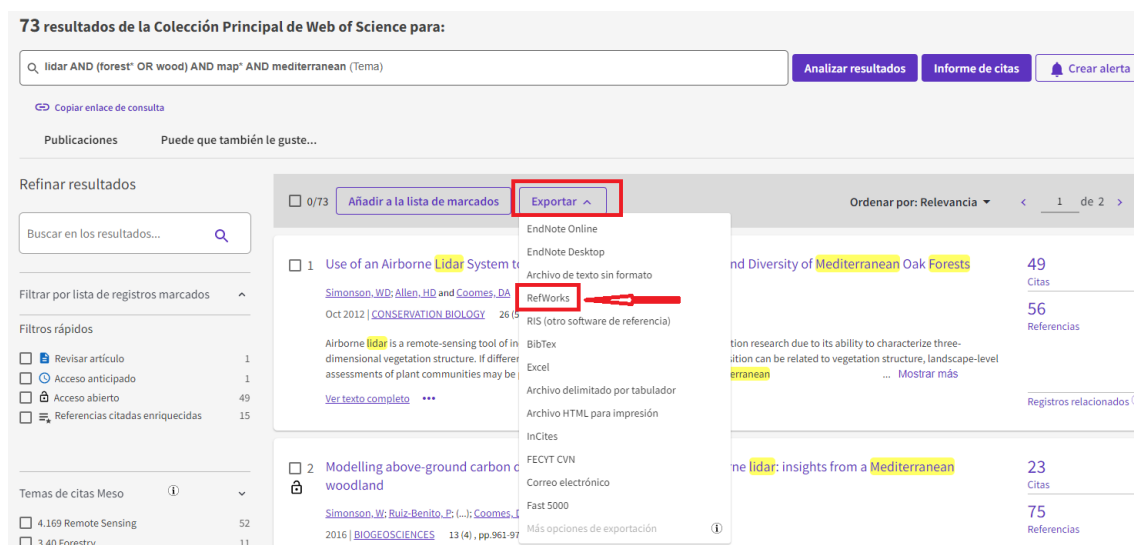 73 resultados de la Colección Principal de Web of Science para:
lidar AND (forest* OR wood) AND map* AND mediterranean (Tema)
Analizar resultados
Informe de citas
Crear alerta
Copiar enlace de consulta
Publicaciones
Puede que también le guste...
Refinar resultados
Buscar en los resultados...
Filtrar por lista de registros marcados
Filtros rápidos
Revisar artículo 1
Acceso anticipado 1
Acceso abierto 49
Referencias citadas enriquecidas 15
Temas de citas Meso
4.169 Remote Sensing 52
3.40 Forestry 11
0/73
Añadir a la lista de marcados
Exportar
Ordenar por: Relevancia
1 de 2
EndNote Online
EndNote Desktop
Archivo de texto sin formato
RefWorks
RIS (otro software de referencia)
BibTex
Excel
Archivo delimitado por tabulador
Archivo HTML para impresión
InCites
FECYT CVN
Correo electrónico
Fast 5000
Más opciones de exportación
1 Use of an Airborne Lidar System to nd Diversity of Mediterranean Oak Forests
Simonson, WD; Allen, HD and Coomes, DA
Oct 2012 | CONSERVATION BIOLOGY 26 (5
Airborne lidar is a remote-sensing tool of in tion research due to its ability to characterize three-
dimensional vegetation structure. If differen sition can be related to vegetation structure, landscape-level
assessments of plant communities may be erranean ... Mostrar más
Ver texto completo
49
Citas
56
Referencias
Registros relacionados
2 Modelling above-ground carbon ne lidar: insights from a Mediterranean
woodland
Simonson, W; Ruiz-Benito, P; (...); Coomes,
2016 | BIOGEOSCIENCES 13 (4) , pp.961-97
23
Citas
75
Referencias